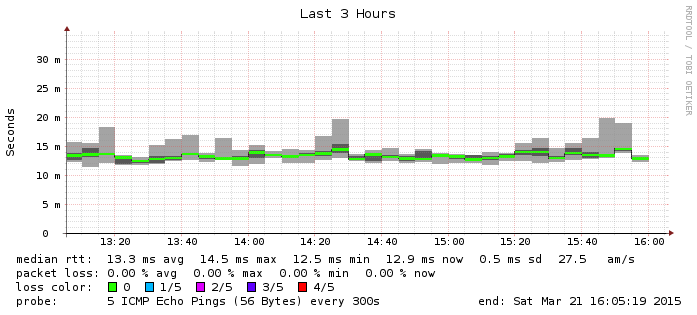 Last 3 Hours
RRDTOOL / TOBI OETIKER
Seconds
30 m
25 m
20 m
15 m
10 m
5 m
0
13:20 13:40 14:00 14:20 14:40 15:00 15:20 15:40 16:00
median rtt: 13.3 ms avg 14.5 ms max 12.5 ms min 12.9 ms now 0.5 ms sd 27.5 am/s
packet loss: 0.00 % avg 0.00 % max 0.00 % min 0.00 % now
loss color: 0 1/5 2/5 3/5 4/5
probe: 5 ICMP Echo Pings (56 Bytes) every 300s end: Sat Mar 21 16:05:19 2015